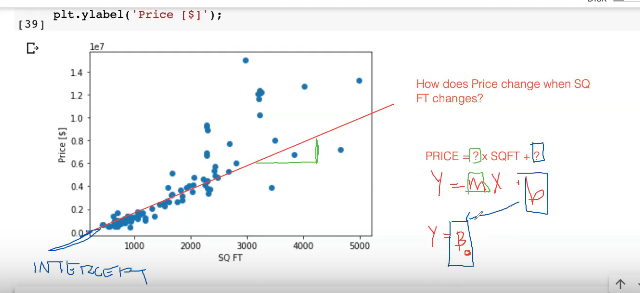 plt.ylabel('Price [$]');
[39]
1e7
1.4
1.2
1.0
0.8
0.6
0.4
0.2
0.0
Price [$]
1000
2000
3000
4000
5000
SQ FT
INTERCEPT
How does Price change when SQ
FT changes?
PRICE = ? x SQFT + ?
Y = m X + b
Y = B0